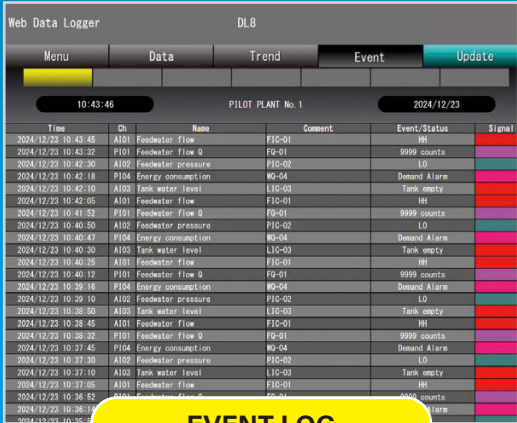 Web Data Logger DL8
Menu Data Trend Event Update
10:43:46 PILOT PLANT No. 1 2024/12/23
Time Ch Name Comment Event/Status Signal
2024/12/23 10:43:45 AI01 Feedwater flow FIC-01 HH
2024/12/23 10:43:32 PI01 Feedwater flow Q FQ-01 9999 counts
2024/12/23 10:42:30 AI02 Feedwater pressure PIC-02 LO
2024/12/23 10:42:18 PI04 Energy consumption WQ-04 Demand Alarm
2024/12/23 10:42:10 AI03 Tank water level LIC-03 Tank empty
2024/12/23 10:42:05 AI01 Feedwater flow FIC-01 HH
2024/12/23 10:41:52 PI01 Feedwater flow Q FQ-01 9999 counts
2024/12/23 10:40:50 AI02 Feedwater pressure PIC-02 LO
2024/12/23 10:40:47 PI04 Energy consumption WQ-04 Demand Alarm
2024/12/23 10:40:30 AI03 Tank water level LIC-03 Tank empty
2024/12/23 10:40:25 AI01 Feedwater flow FIC-01 HH
2024/12/23 10:40:12 PI01 Feedwater flow Q FQ-01 9999 counts
2024/12/23 10:39:16 PI04 Energy consumption WQ-04 Demand Alarm
2024/12/23 10:39:10 AI02 Feedwater pressure PIC-02 LO
2024/12/23 10:38:50 AI03 Tank water level LIC-03 Tank empty
2024/12/23 10:38:45 AI01 Feedwater flow FIC-01 HH
2024/12/23 10:38:32 PI01 Feedwater flow Q FQ-01 9999 counts
2024/12/23 10:37:45 PI04 Energy consumption WQ-04 Demand Alarm
2024/12/23 10:37:30 AI02 Feedwater pressure PIC-02 LO
2024/12/23 10:37:10 AI03 Tank water level LIC-03 Tank empty
2024/12/23 10:37:05 AI01 Feedwater flow FIC-01 HH
2024/12/23 10:36:52 counts
2024/12/23 10:36:14 Alarm
2024/12/23
EVENT LOG